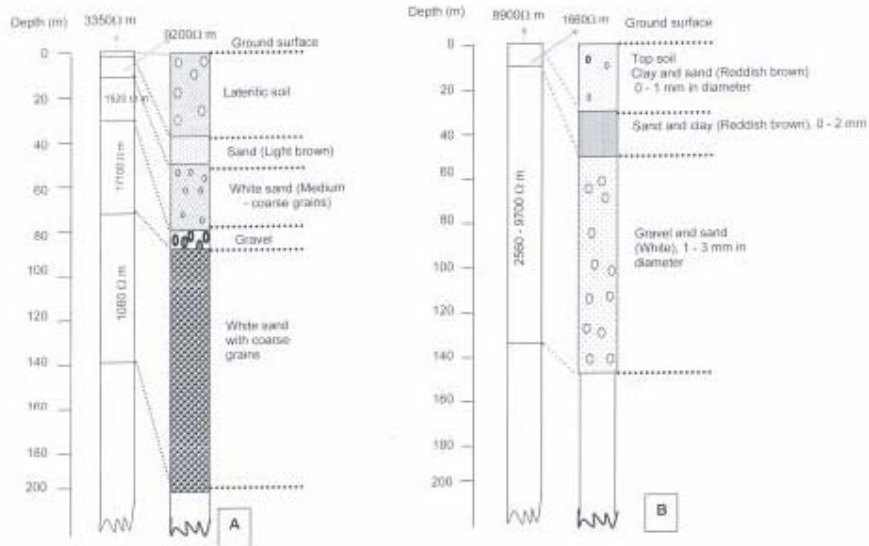 Depth (m)
3350Ω m
9200Ω m
Ground surface
0
20
40
60
80
100
120
140
160
180
200
1520 Ω m
17100 Ω m
1080 Ω m
Lateritic soil
Sand (Light brown)
White sand (Medium
- coarse grains)
Gravel
White sand
with coarse
grains
A
Depth (m)
8900Ω m
1660Ω m
Ground surface
0
20
40
60
80
100
120
140
160
180
200
2560 - 9700 Ω m
Top soil
Clay and sand (Reddish brown)
0 - 1 mm in diameter
Sand and clay (Reddish brown), 0 - 2 mm
Gravel and sand
(White), 1 - 3 mm in
diameter
B